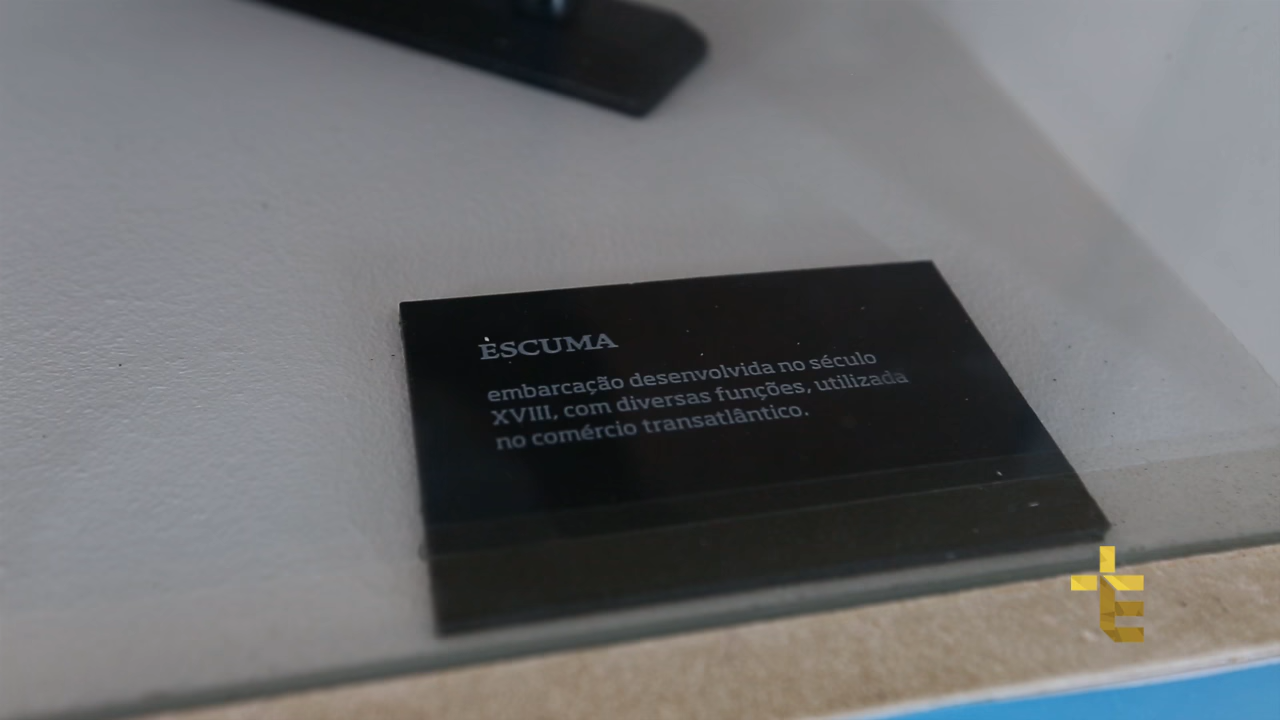 ESCUMA
embarcação desenvolvida no século
XVIII, com diversas funções, utilizada
no comércio transatlântico.